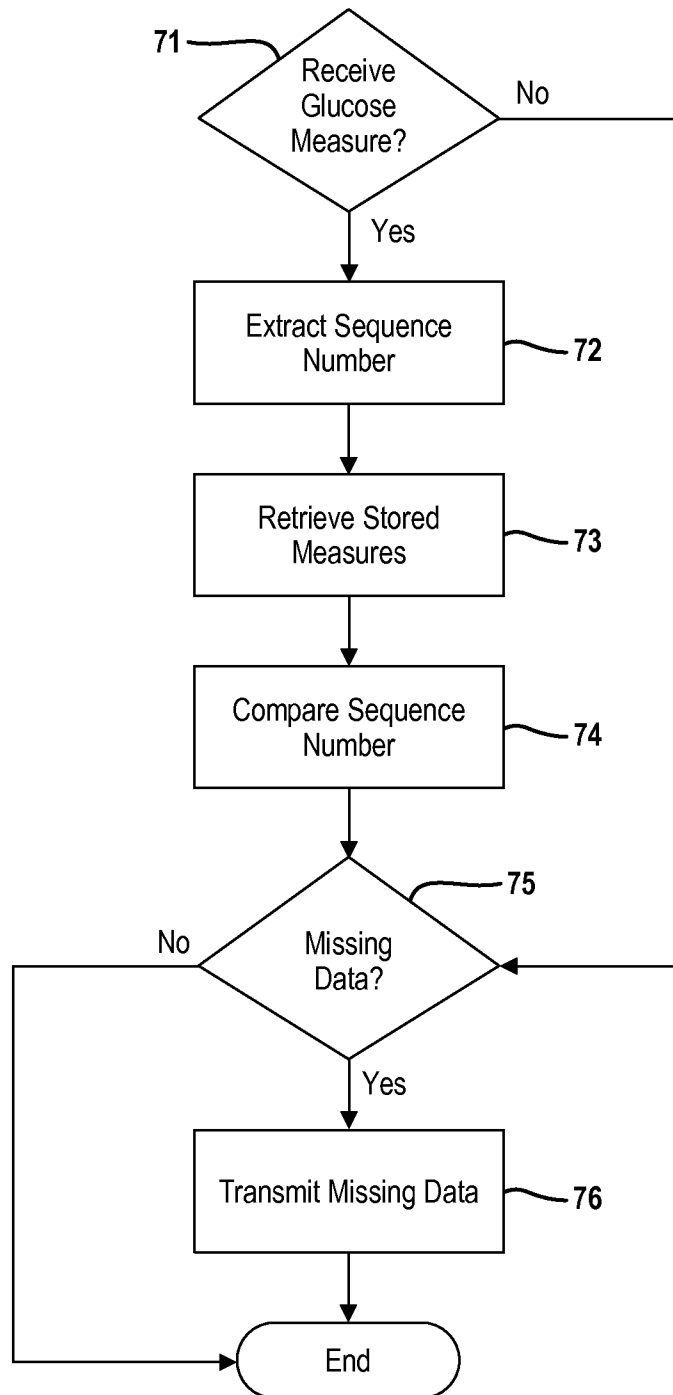 71
Receive
Glucose
Measure?
No
Yes
Extract Sequence
Number
72
Retrieve Stored
Measures
73
Compare Sequence
Number
74
75
No
Missing
Data?
Yes
Transmit Missing Data
76
End